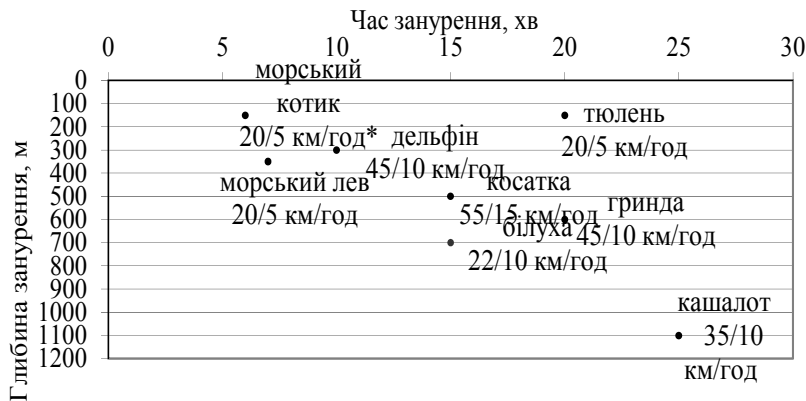 Час занурення, хв
0 5 10 15 20 25 30
Глибина занурення, м
0
100
200
300
400
500
600
700
800
900
1000
1100
1200
морський
котик
20/5 км/год*
дельфін
45/10 км/год
тюлень
20/5 км/год
морський лев
20/5 км/год
косатка
55/15 км/год
гринда
45/10 км/год
білуха
22/10 км/год
кашалот
35/10
км/год